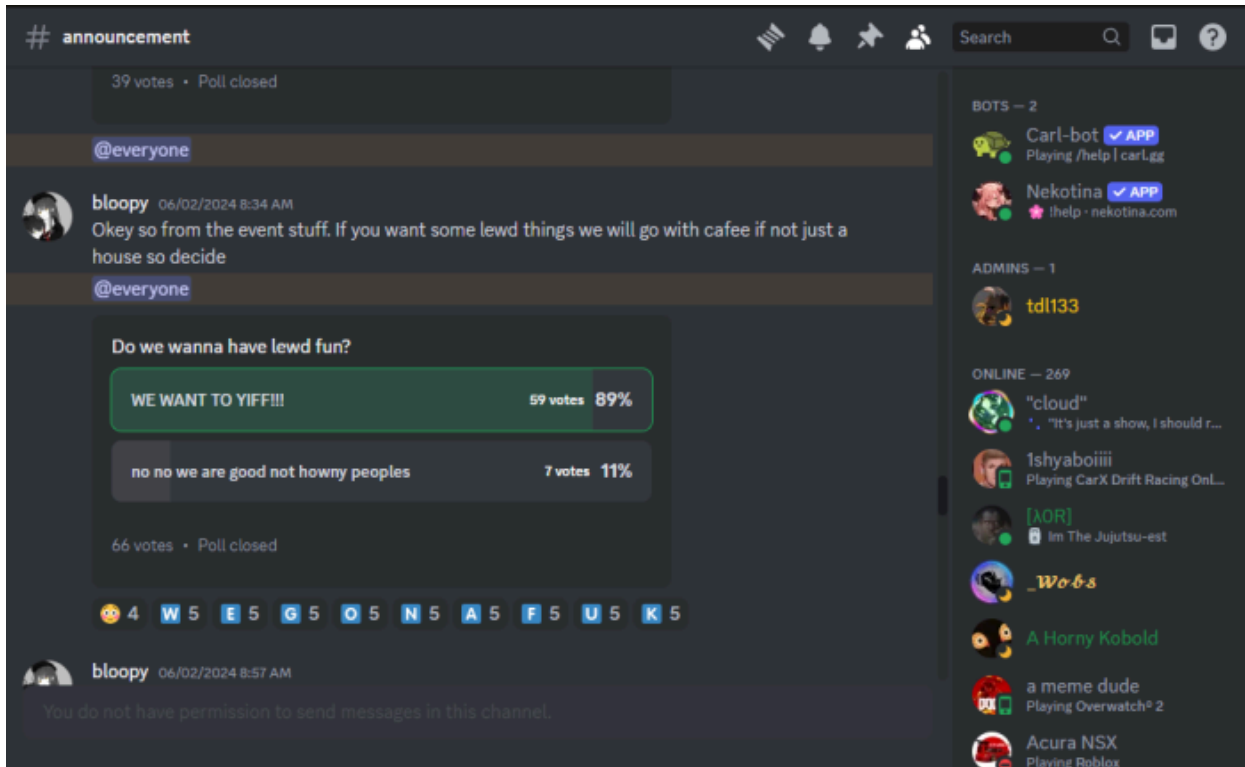 # announcement
Search
39 votes • Poll closed
@everyone
bloopy 06/02/2024 8:34 AM
Okey so from the event stuff. If you want some lewd things we will go with cafee if not just a
house so decide
@everyone
Do we wanna have lewd fun?
WE WANT TO YIFF!!! 59 votes 89%
no no we are good not howny peoples 7 votes 11%
66 votes • Poll closed
4 W 5 E 5 G 5 O 5 N 5 A 5 F 5 U 5 K 5
bloopy 06/02/2024 8:57 AM
You do not have permission to send messages in this channel.
BOTS — 2
Carl-bot ✓ APP
Playing /help | carl.gg
Nekotina ✓ APP
!help · nekotina.com
ADMINS — 1
tdl133
ONLINE — 269
"cloud"
"It's just a show, I should r...
1shyaboiiii
Playing CarX Drift Racing Onl...
[λOR]
Im The Jujutsu-est
_Wobs
A Horny Kobold
a meme dude
Playing Overwatch® 2
Acura NSX
Playing Roblox